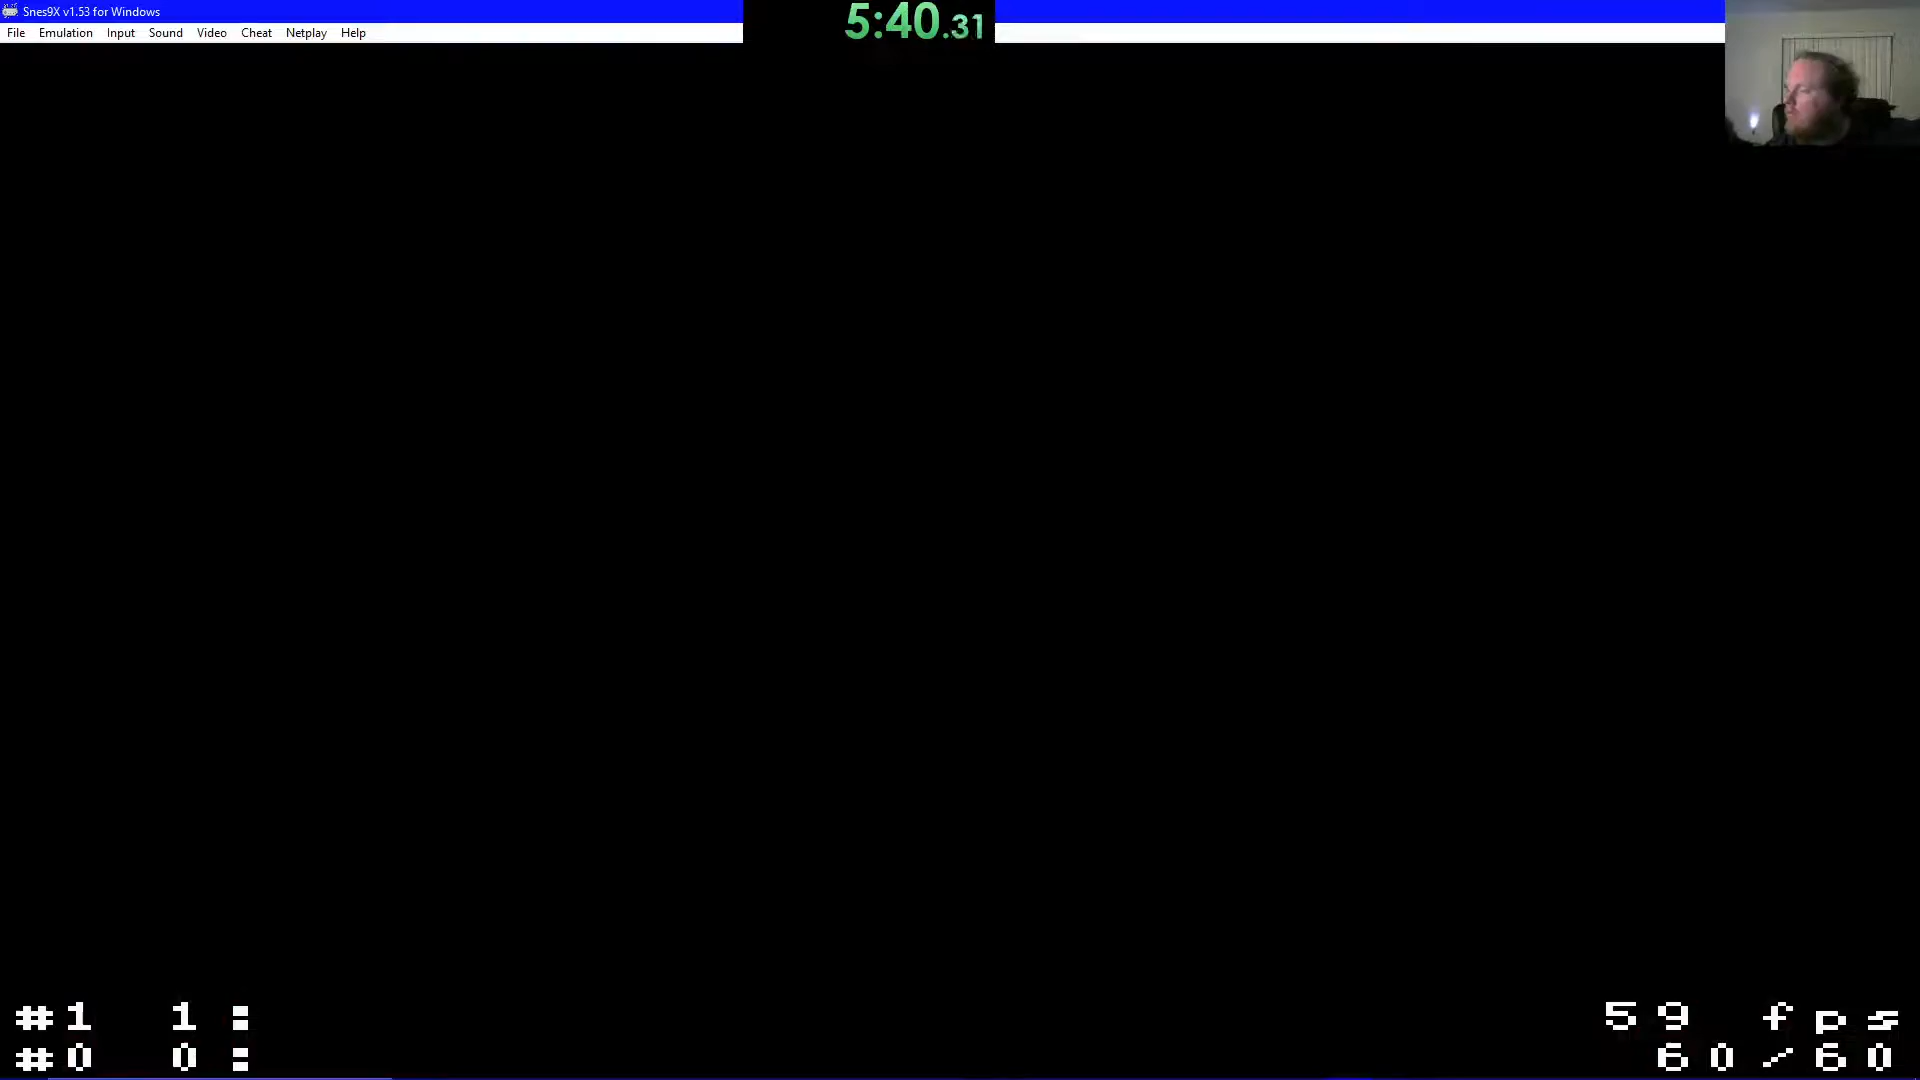 Snes9X v1.53 for Windows
File Emulation Input Sound Video Cheat Netplay Help
5:40.31
#1 1:
#0 0:
59 fps
60/60